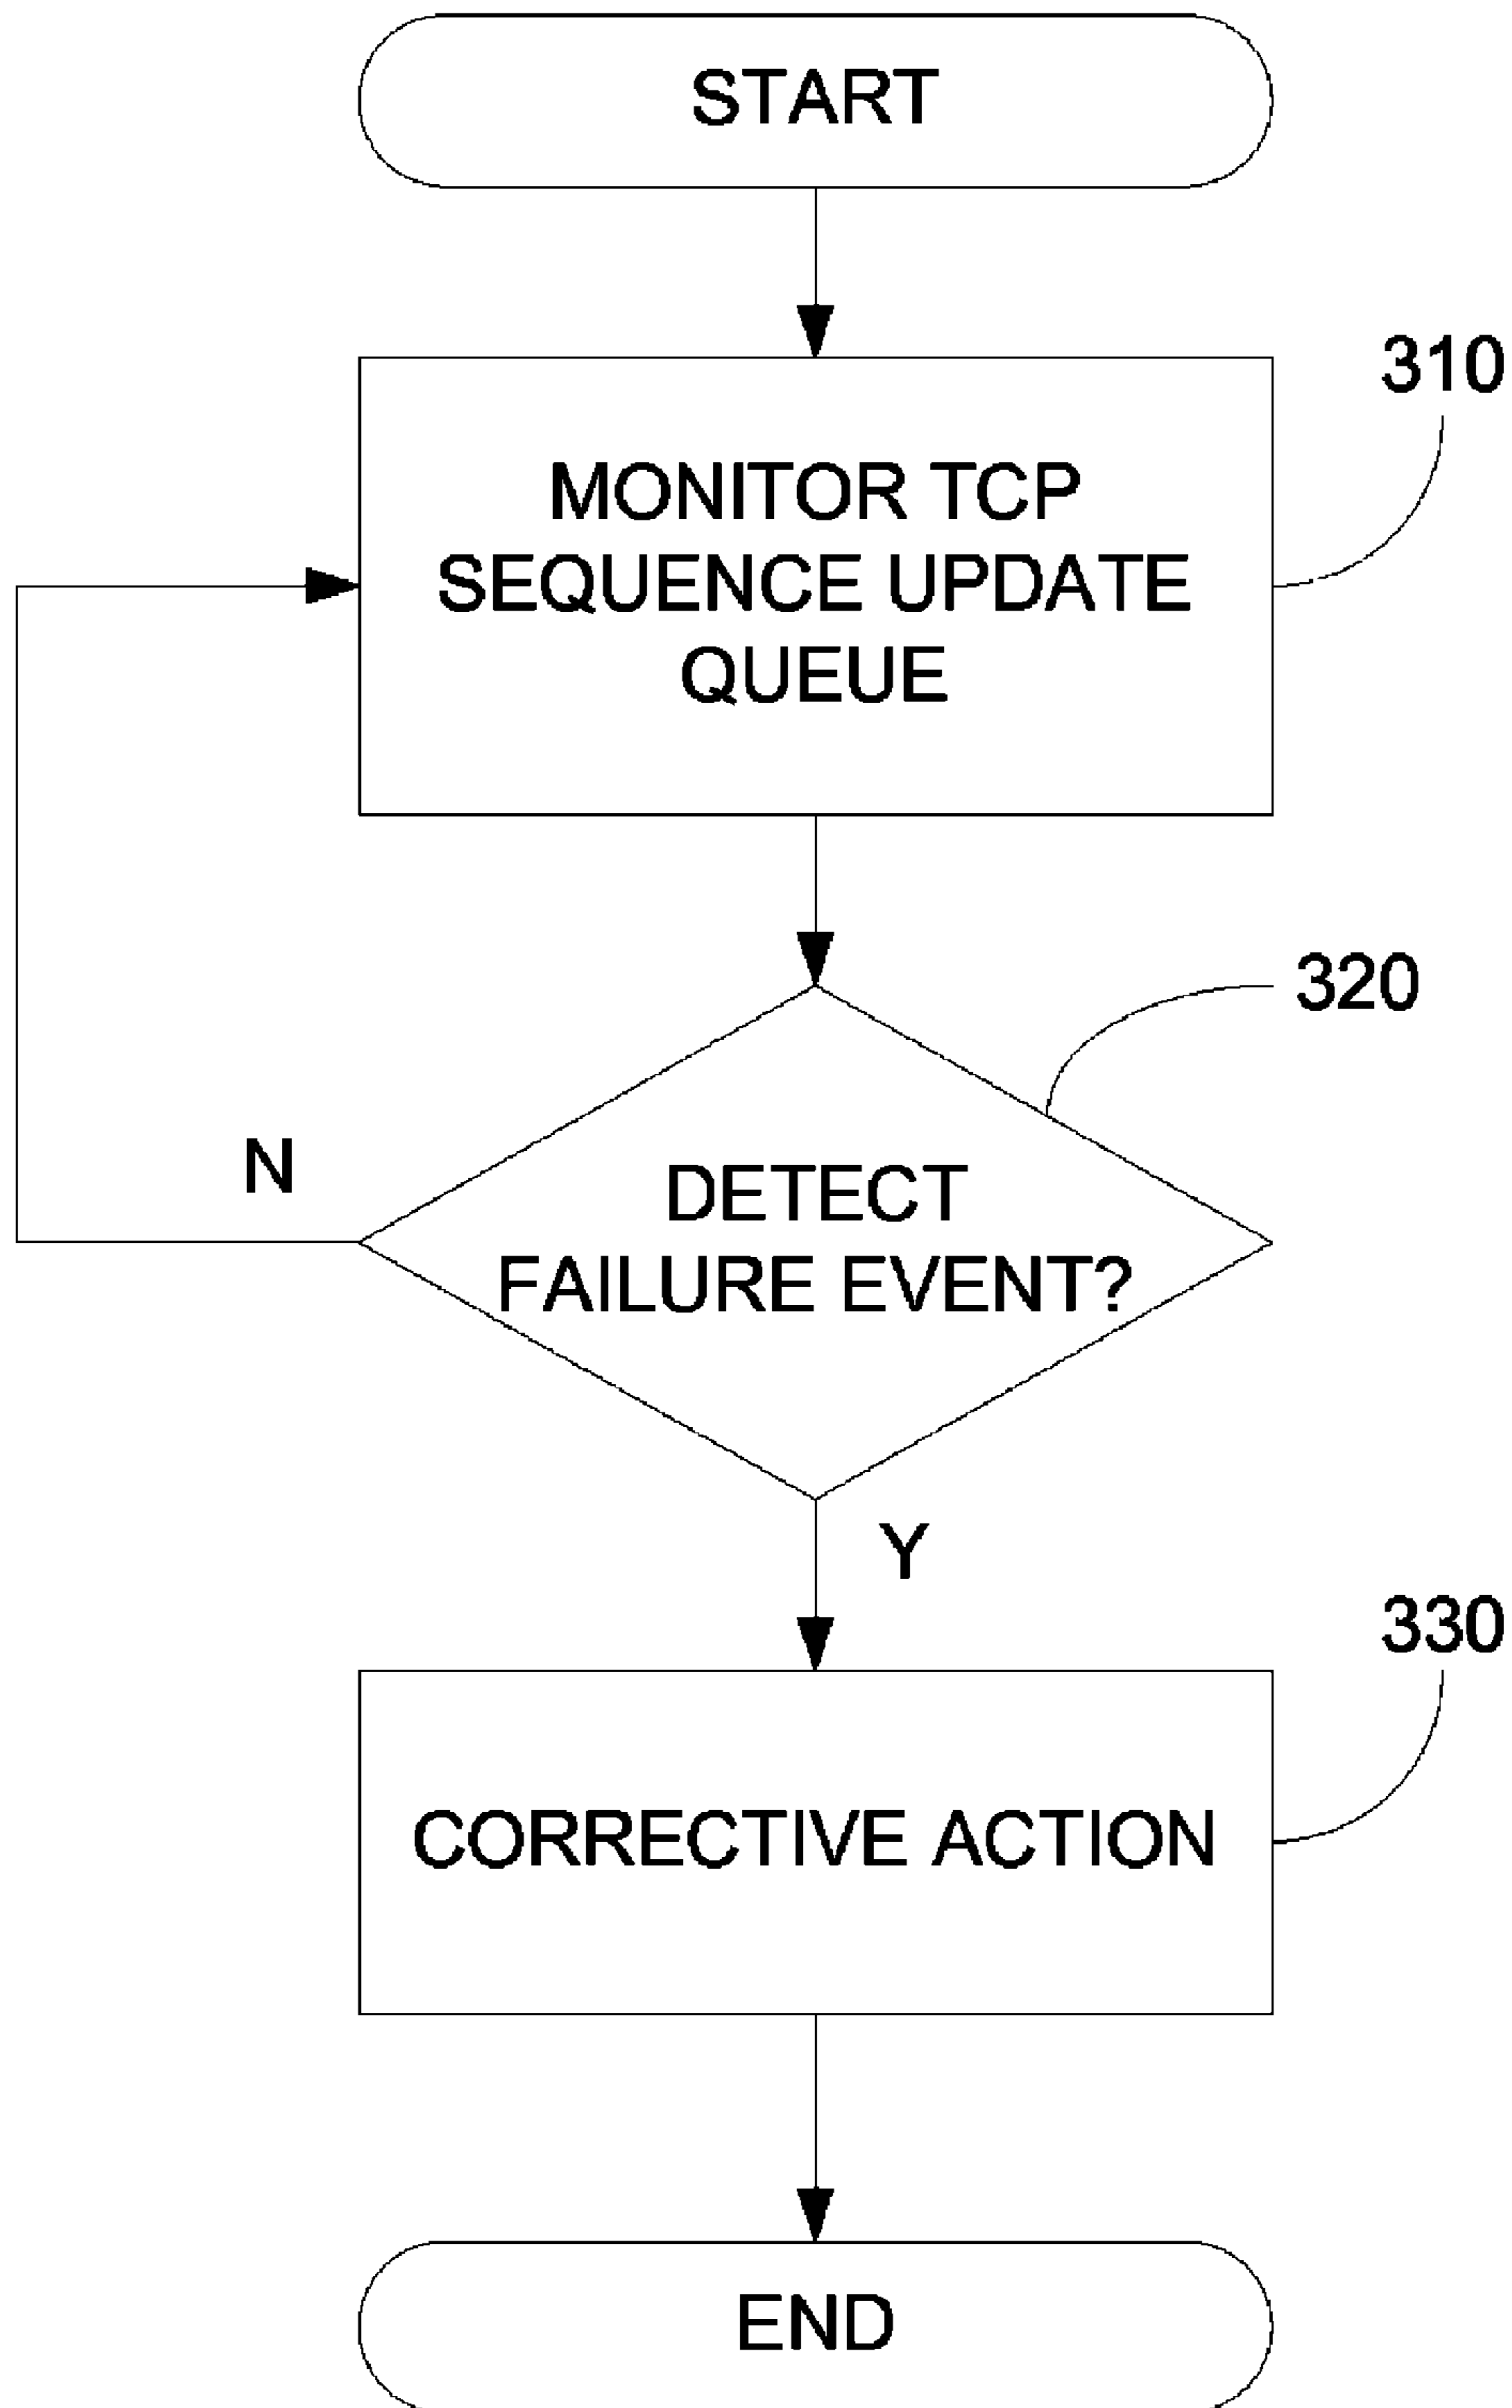 START
310
MONITOR TCP
SEQUENCE UPDATE
QUEUE
320
N
DETECT
FAILURE EVENT?
Y
330
CORRECTIVE ACTION
END